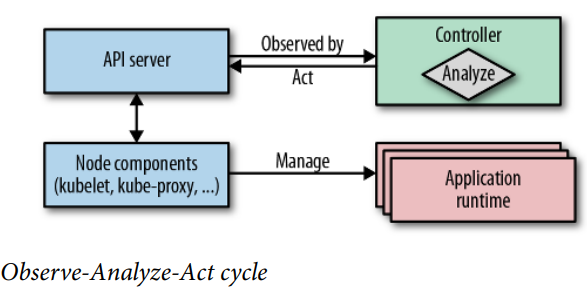 API server
Observed by
Act
Controller
Analyze
Node components
(kubelet, kube-proxy, ...)
Manage
Application
runtime
Observe-Analyze-Act cycle